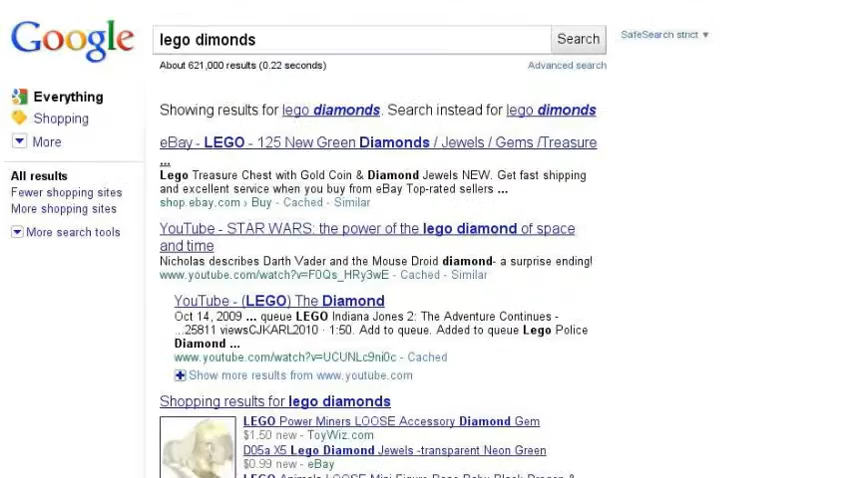 Google
lego dimonds
Search
SafeSearch strict ▼
About 621,000 results (0.22 seconds)
Advanced search
Everything
Shopping
More
All results
Fewer shopping sites
More shopping sites
More search tools
Showing results for lego diamonds. Search instead for lego dimonds
eBay - LEGO - 125 New Green Diamonds / Jewels / Gems /Treasure
...
Lego Treasure Chest with Gold Coin & Diamond Jewels NEW. Get fast shipping
and excellent service when you buy from eBay Top-rated sellers ...
shop.ebay.com › Buy - Cached - Similar
YouTube - STAR WARS: the power of the lego diamond of space
and time
Nicholas describes Darth Vader and the Mouse Droid diamond- a surprise ending!
www.youtube.com/watch?v=F0Qs_HRy3wE - Cached - Similar
YouTube - (LEGO) The Diamond
Oct 14, 2009 ... queue LEGO Indiana Jones 2: The Adventure Continues -
...25811 viewsCJKARL2010 · 1:50. Add to queue. Added to queue Lego Police
Diamond ...
www.youtube.com/watch?v=UCUNLc9ni0c - Cached
Show more results from www.youtube.com
Shopping results for lego diamonds
LEGO Power Miners LOOSE Accessory Diamond Gem
$1.50 new - ToyWiz.com
D05a X5 Lego Diamond Jewels -transparent Neon Green
$0.99 new - eBay